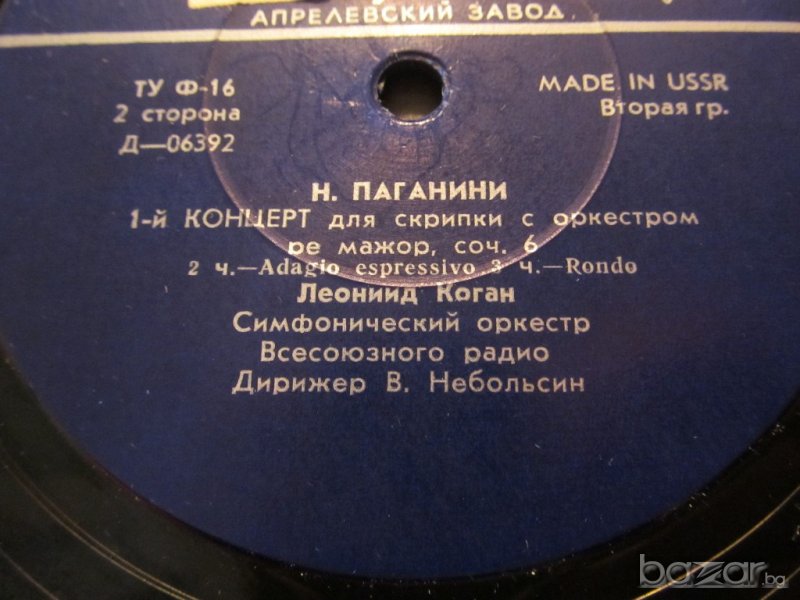 АПРЕЛЕВСКИЙ ЗАВОД
ТУ Ф-16
MADE IN USSR
2 сторона
Вторая гр.
Д—06392
Н. ПАГАНИНИ
1-й КОНЦЕРТ для скрипки с оркестром
ре мажор, соч. 6
2 ч.—Adagio espressivo 3 ч.—Rondo
Леониид Коган
Симфонический оркестр
Всесоюзного радио
Дирижер В. Небольсин
bazar.bg